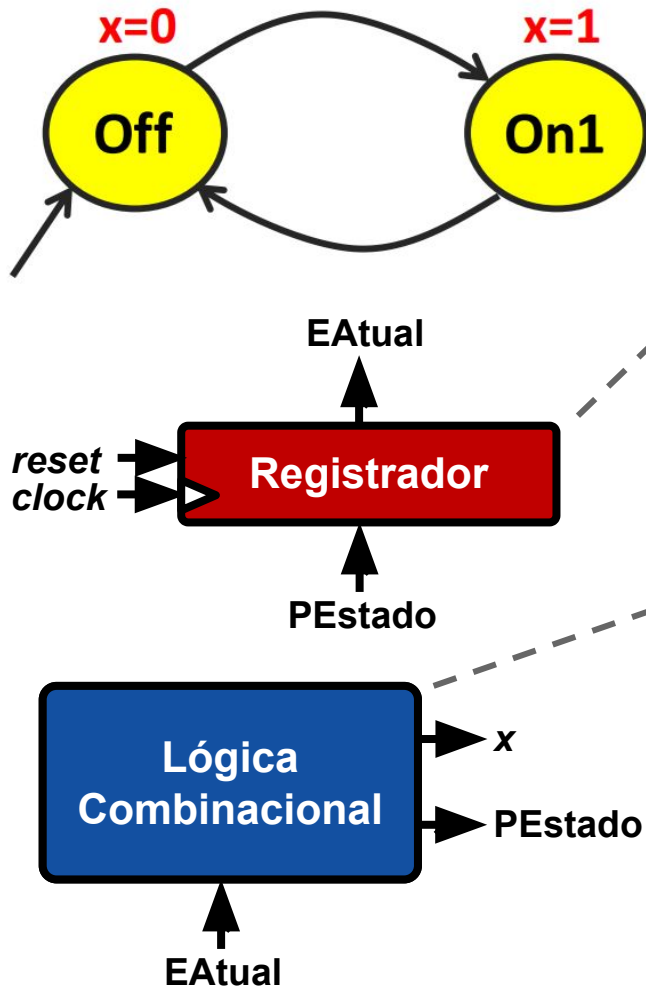 x=0
x=1
Off
On1
EAtual
reset
clock
Registrador
PEstado
Lógica
Combinacional
x
PEstado
EAtual